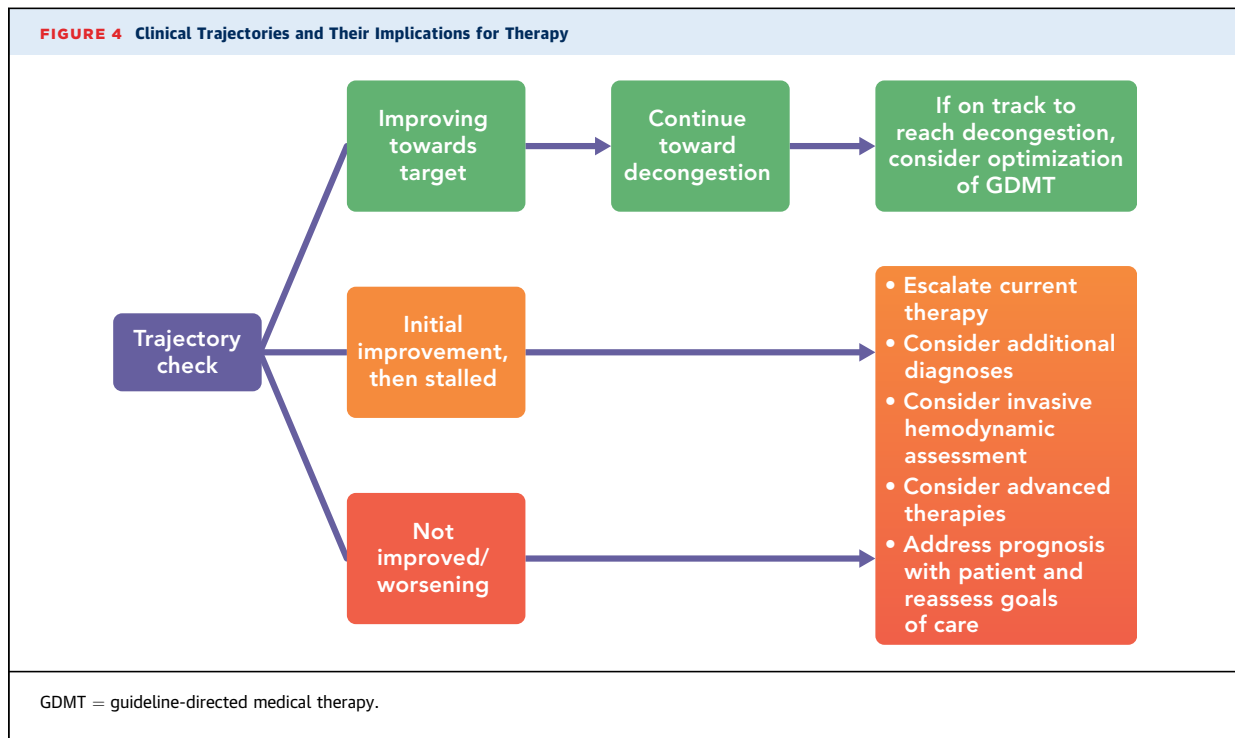 FIGURE 4 Clinical Trajectories and Their Implications for Therapy
Trajectory
check
Improving
towards
target
Continue
toward
decongestion
If on track to
reach decongestion,
consider optimization
of GDMT
Initial
improvement,
then stalled
Not
improved/
worsening
• Escalate current
therapy
• Consider additional
diagnoses
• Consider invasive
hemodynamic
assessment
• Consider advanced
therapies
• Address prognosis
with patient and
reassess goals
of care
GDMT = guideline-directed medical therapy.